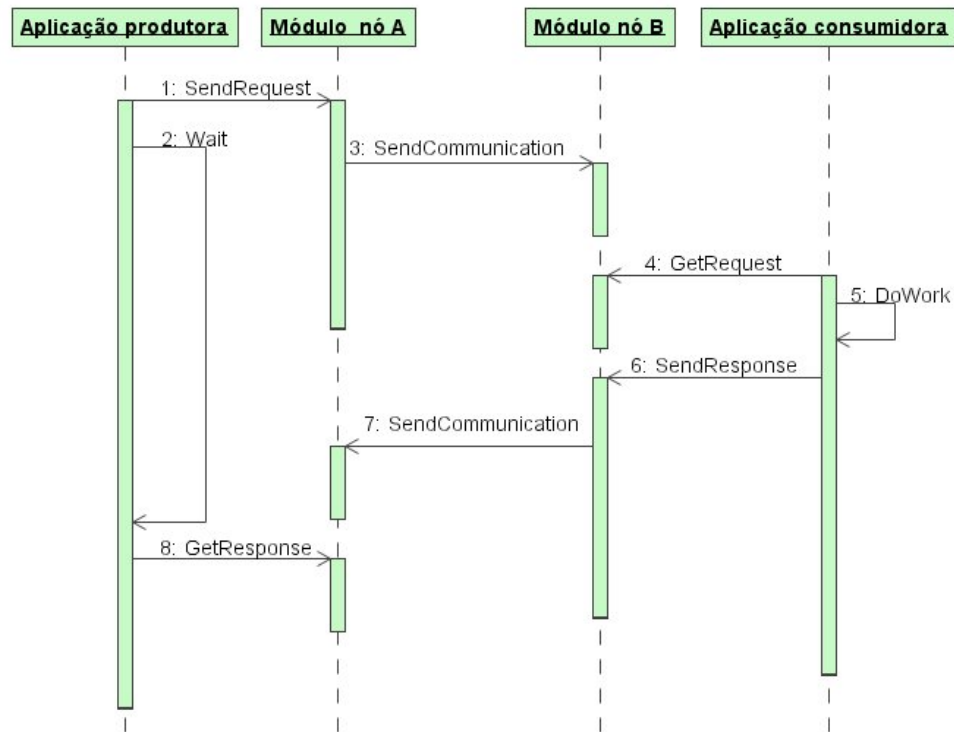 Aplicação produtora
Módulo nó A
Módulo nó B
Aplicação consumidora
1: SendRequest
2: Wait
3: SendCommunication
4: GetRequest
5: DoWork
6: SendResponse
7: SendCommunication
8: GetResponse